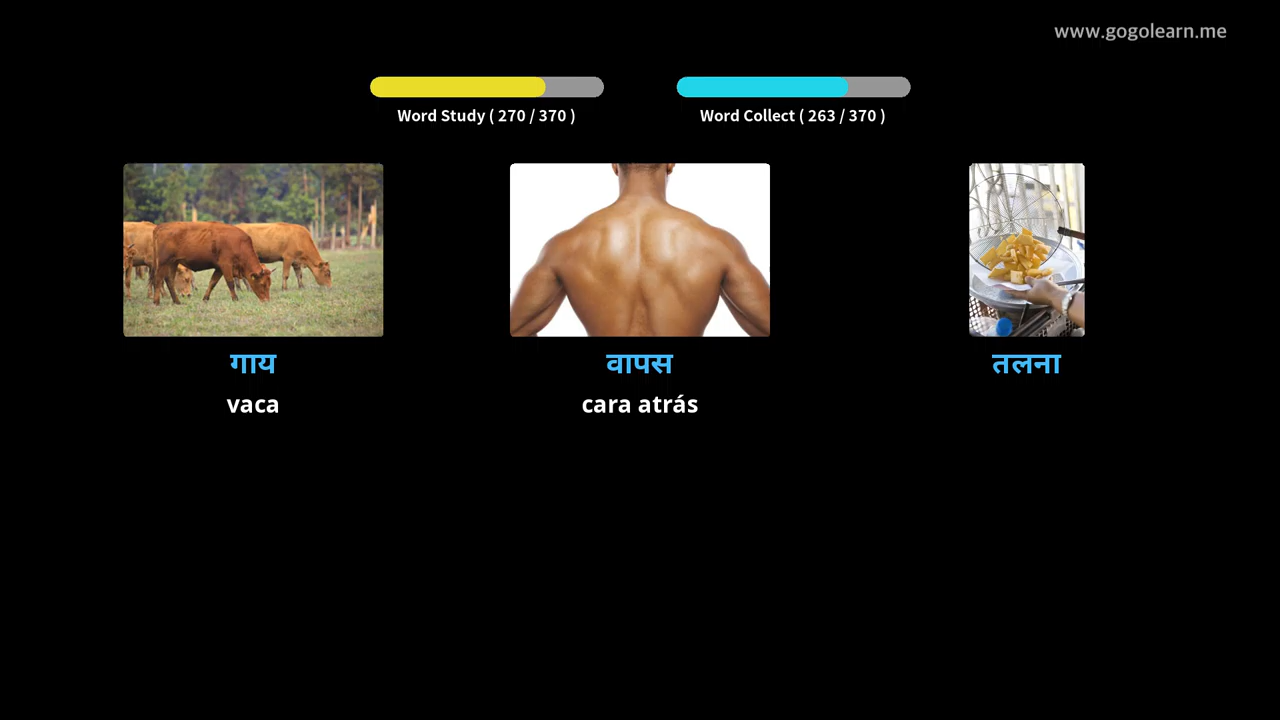 www.gogolearn.me
Word Study ( 270 / 370 )
Word Collect ( 263 / 370 )
गाय
वापस
तलना
vaca
cara atrás